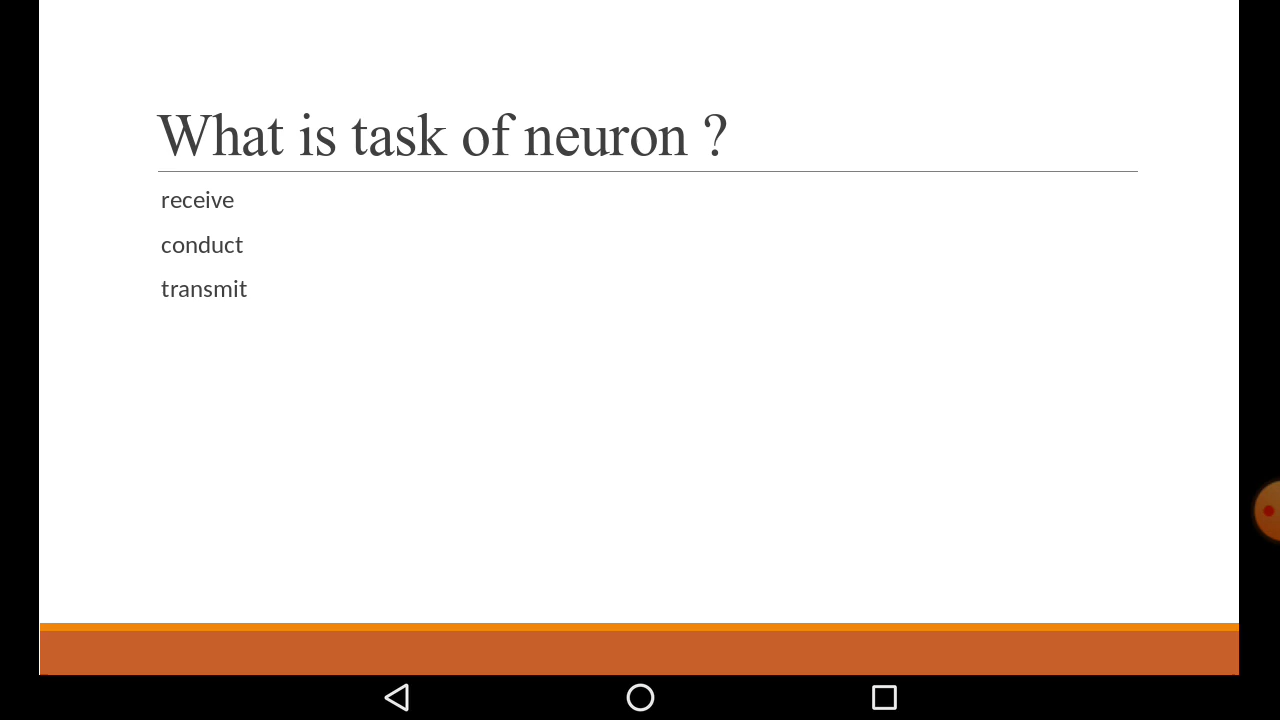 What is task of neuron ?
receive
conduct
transmit